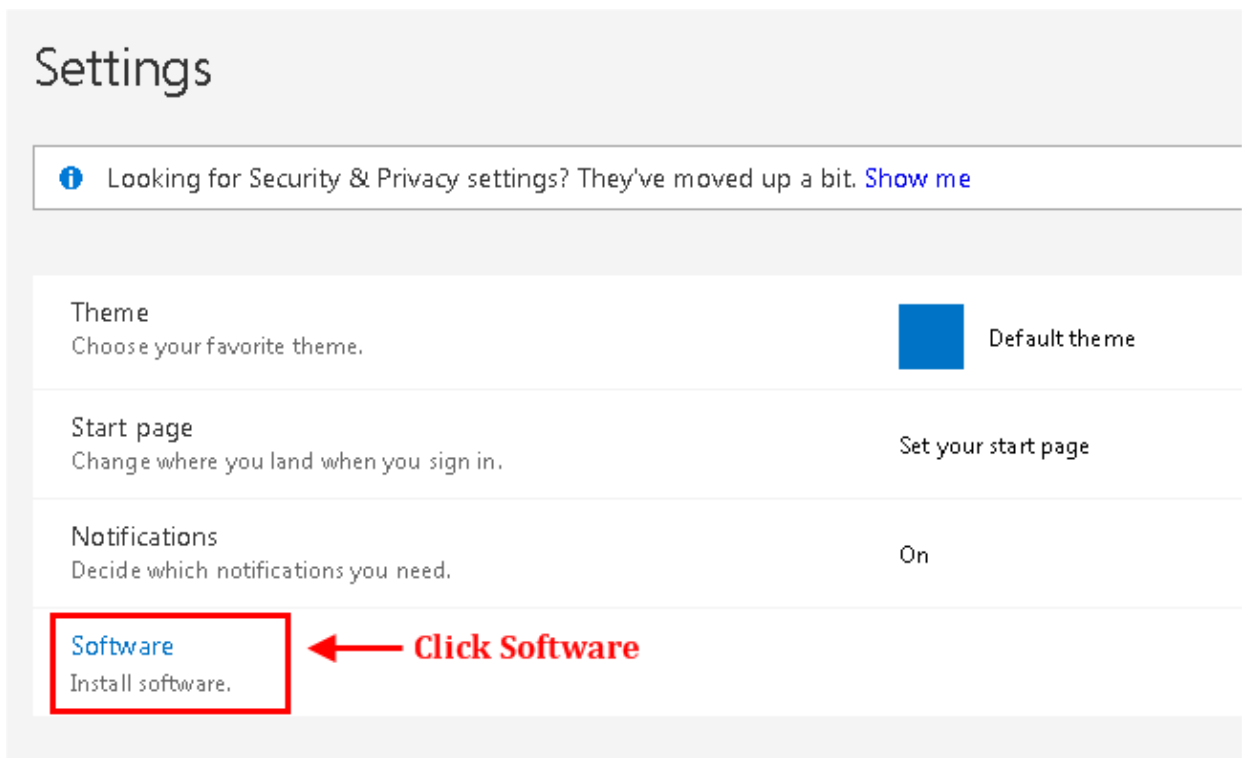 Settings
Looking for Security & Privacy settings? They've moved up a bit. Show me
Theme
Choose your favorite theme.
Default theme
Start page
Change where you land when you sign in.
Set your start page
Notifications
Decide which notifications you need.
On
Software
Install software.
Click Software